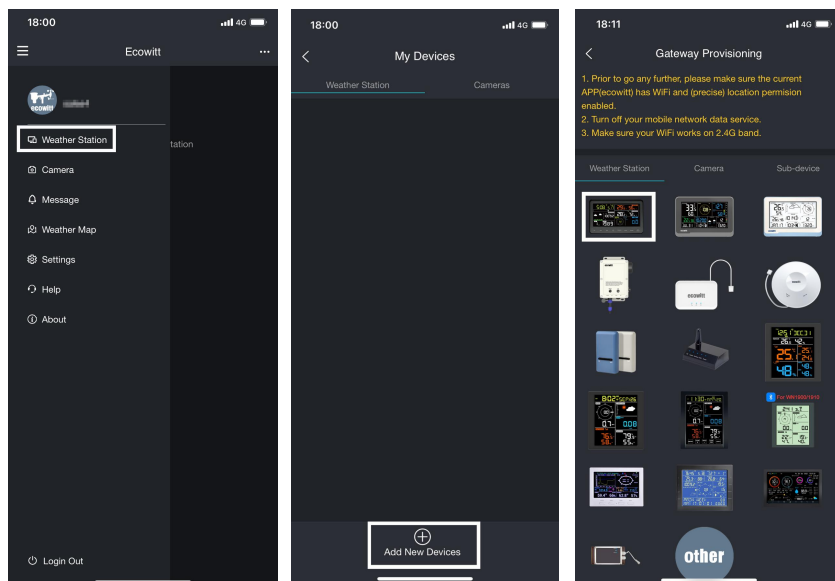 18:00
4G
Ecowitt
ecowitt
Weather Station
tation
Camera
Message
Weather Map
Settings
Help
About
Login Out
18:00
4G
My Devices
Weather Station
Cameras
Add New Devices
18:11
4G
Gateway Provisioning
1. Prior to go any further, please make sure the current
APP(ecowitt) has WiFi and (precise) location permision
enabled.
2. Turn off your mobile network data service.
3. Make sure your WiFi works on 2.4G band.
Weather Station
Camera
Sub-device
ecowitt
For WN1900/1910
other